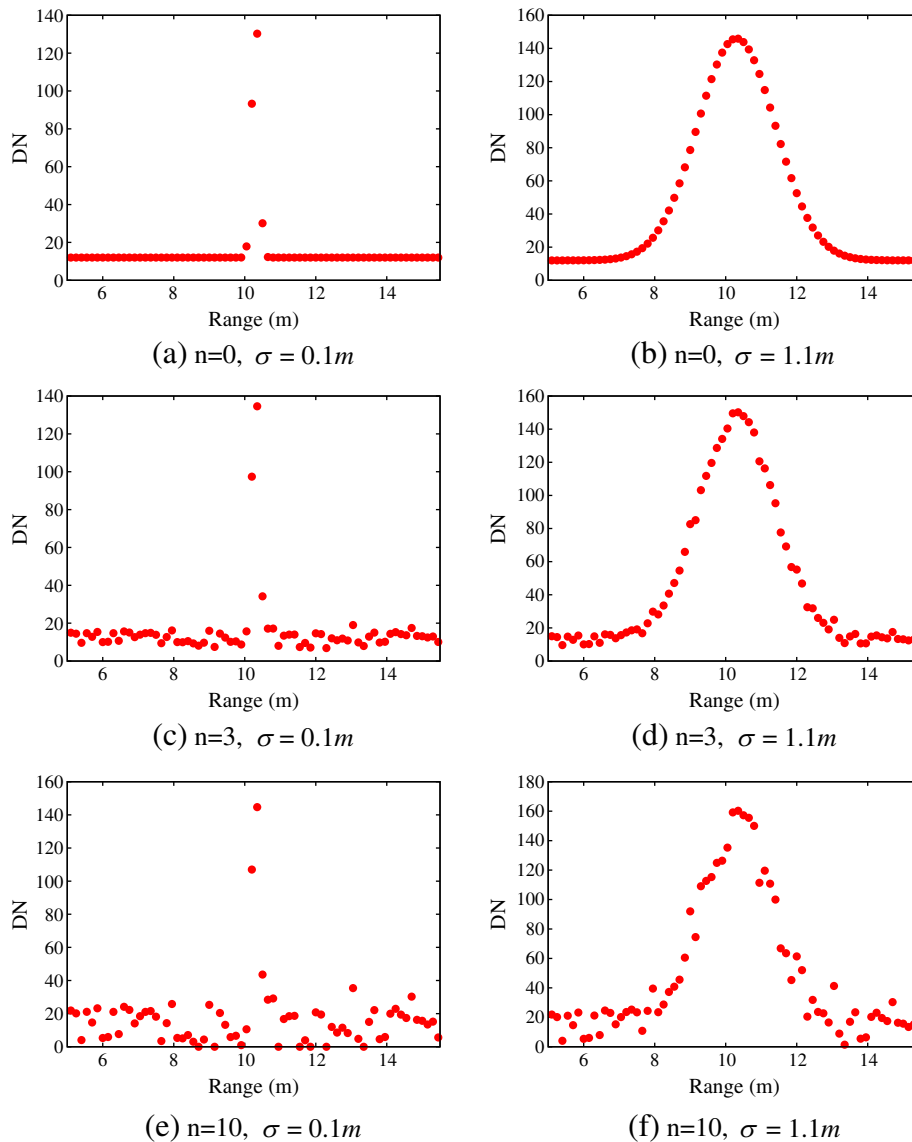 140
120
100
80
60
40
20
0
DN
6 8 10 12 14
Range (m)
(a) n=0, σ = 0.1m
160
140
120
100
80
60
40
20
0
DN
6 8 10 12 14
Range (m)
(b) n=0, σ = 1.1m
140
120
100
80
60
40
20
0
DN
6 8 10 12 14
Range (m)
(c) n=3, σ = 0.1m
160
140
120
100
80
60
40
20
0
DN
6 8 10 12 14
Range (m)
(d) n=3, σ = 1.1m
160
140
120
100
80
60
40
20
0
DN
6 8 10 12 14
Range (m)
(e) n=10, σ = 0.1m
180
160
140
120
100
80
60
40
20
0
DN
6 8 10 12 14
Range (m)
(f) n=10, σ = 1.1m